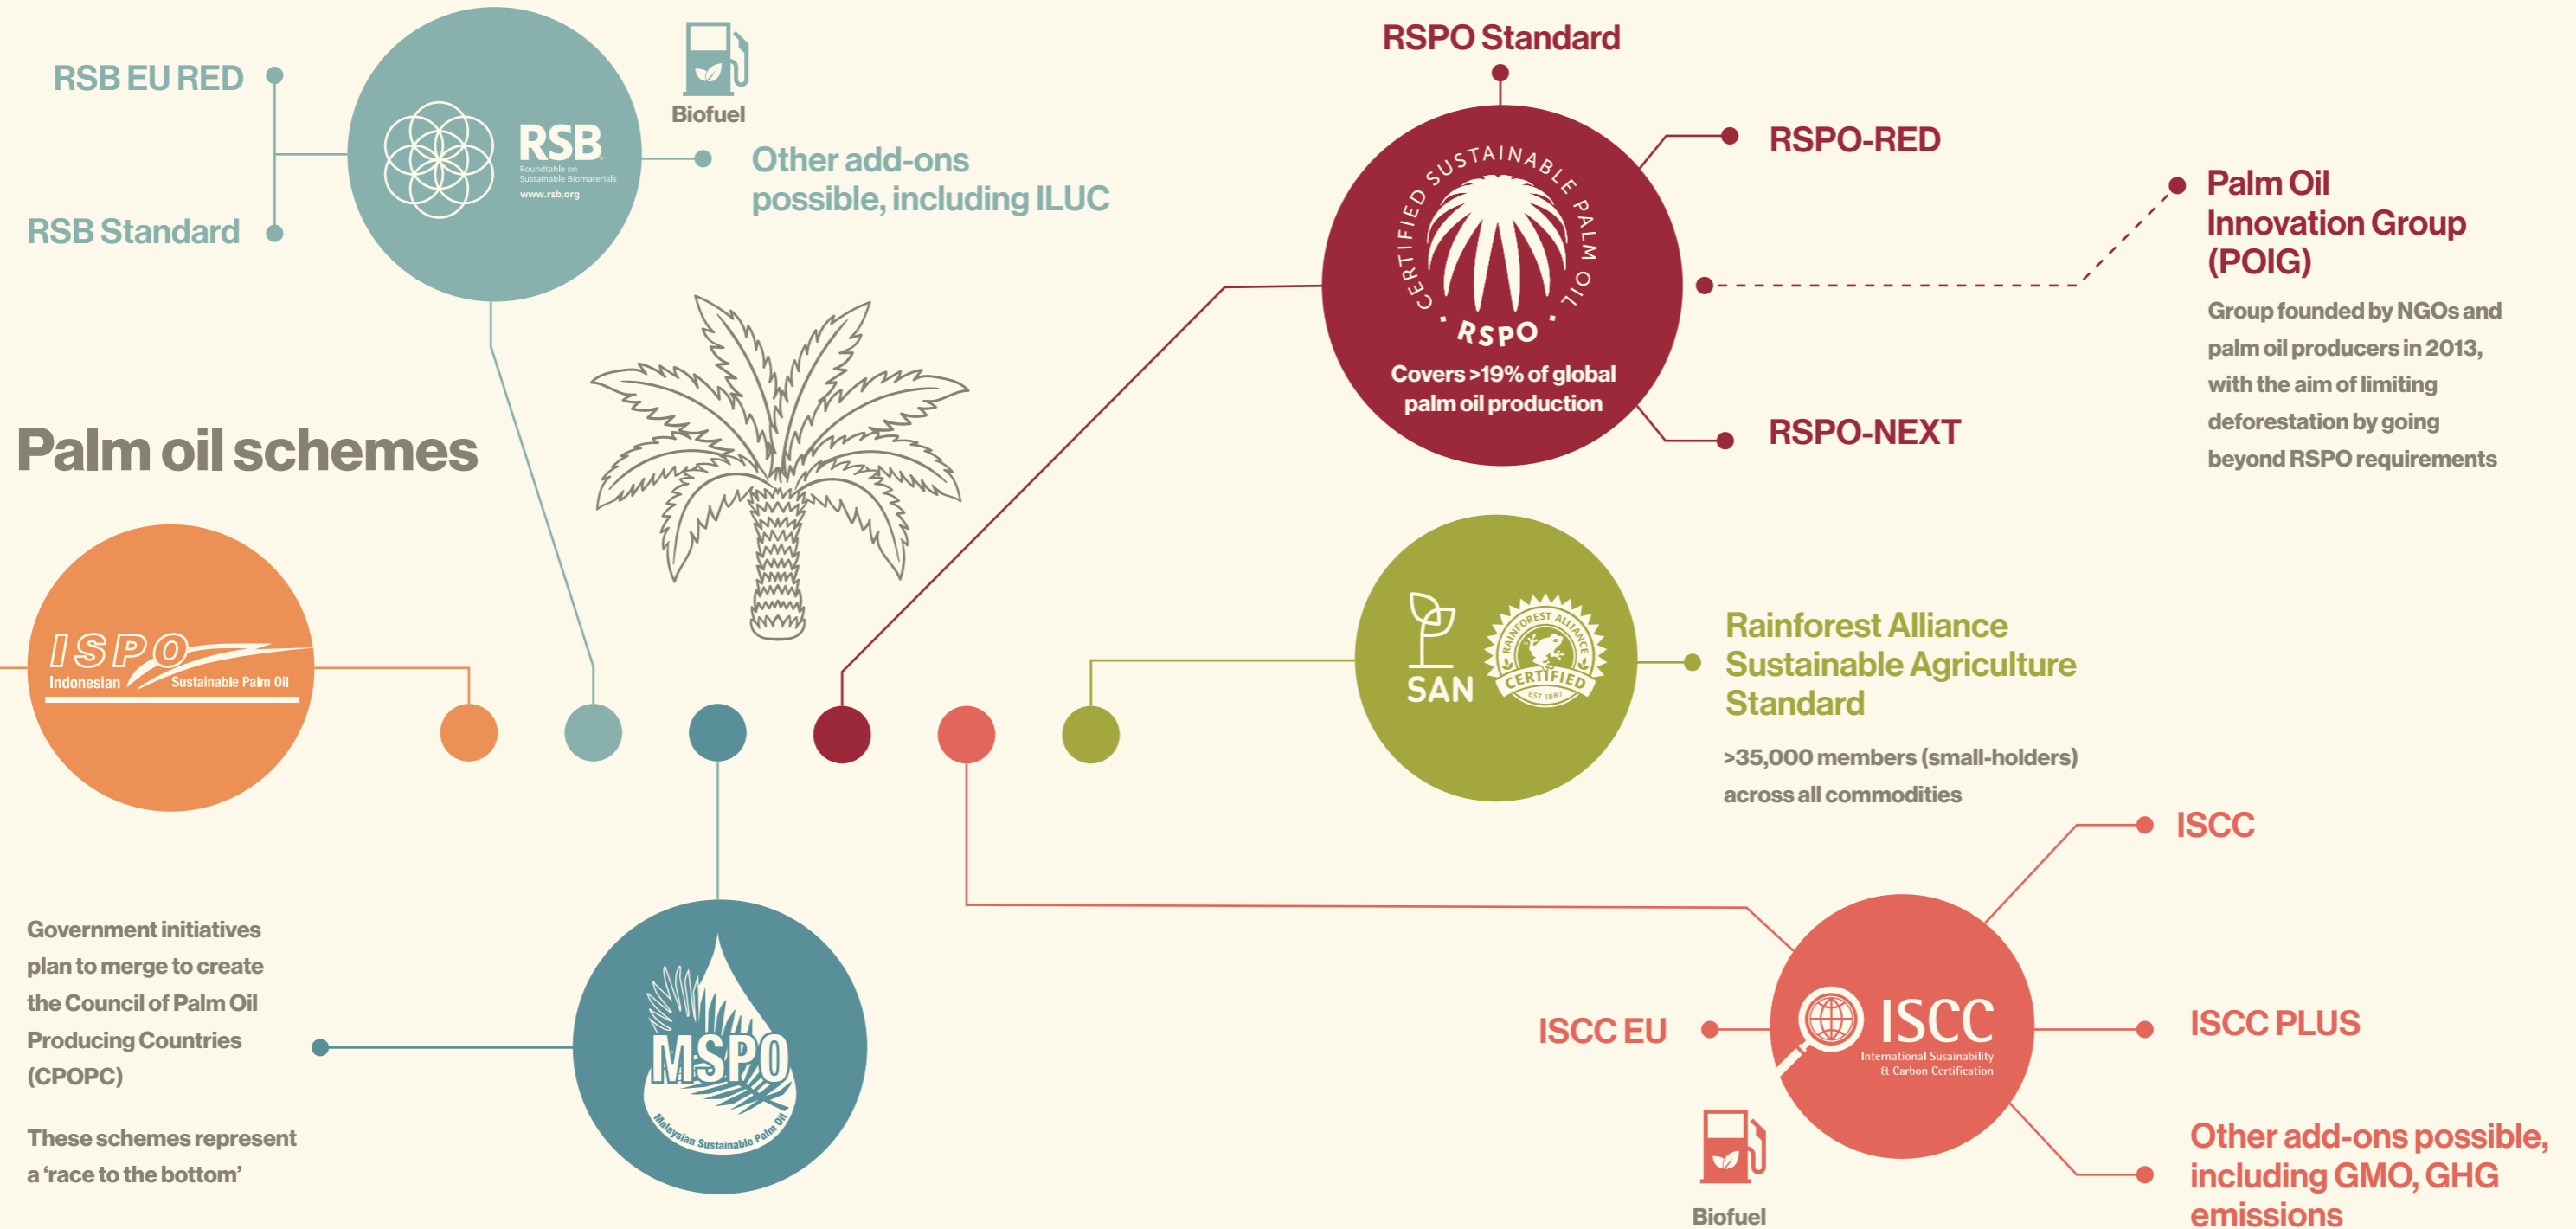 Palm oil schemes
RSB EU RED
RSB Standard
RSB
Roundtable on
Sustainable Biomaterials
www.rsb.org
Biofuel
Other add-ons
possible, including ILUC
RSPO Standard
CERTIFIED SUSTAINABLE PALM OIL
RSPO
Covers >19% of global
palm oil production
RSPO-RED
RSPO-NEXT
Palm Oil
Innovation Group
(POIG)
Group founded by NGOs and
palm oil producers in 2013,
with the aim of limiting
deforestation by going
beyond RSPO requirements
ISPO
Indonesian Sustainable Palm Oil
SAN
RAINFOREST ALLIANCE
CERTIFIED
EST 1987
Rainforest Alliance
Sustainable Agriculture
Standard
>35,000 members (small-holders)
across all commodities
Government initiatives
plan to merge to create
the Council of Palm Oil
Producing Countries
(CPOPC)
These schemes represent
a ‘race to the bottom’
MSPO
Malaysian Sustainable Palm Oil
ISCC
International Susainability
& Carbon Certification
ISCC EU
Biofuel
ISCC
ISCC PLUS
Other add-ons possible,
including GMO, GHG
emissions